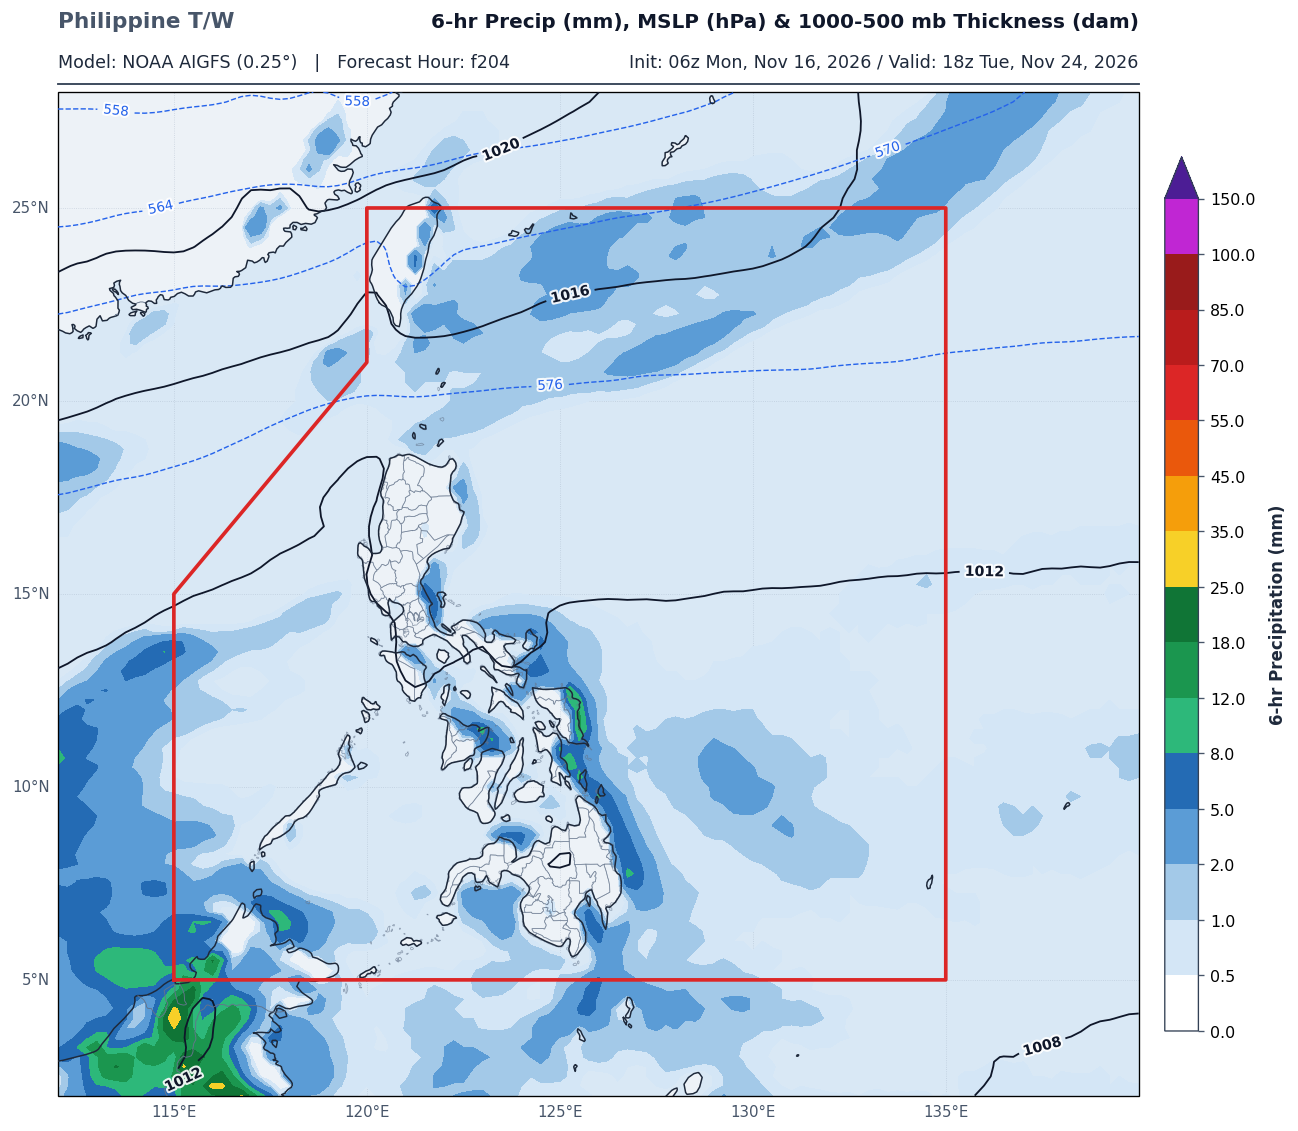 Philippine T/W
6-hr Precip (mm), MSLP (hPa) & 1000-500 mb Thickness (dam)
Model: NOAA AIGFS (0.25°) | Forecast Hour: f204
Init: 06z Mon, Nov 16, 2026 / Valid: 18z Tue, Nov 24, 2026
558
558
1020
570
564
1016
576
1012
1008
1012
25°N
20°N
15°N
10°N
5°N
115°E
120°E
125°E
130°E
135°E
150.0
100.0
85.0
70.0
55.0
45.0
35.0
25.0
18.0
12.0
8.0
5.0
2.0
1.0
0.5
0.0
6-hr Precipitation (mm)